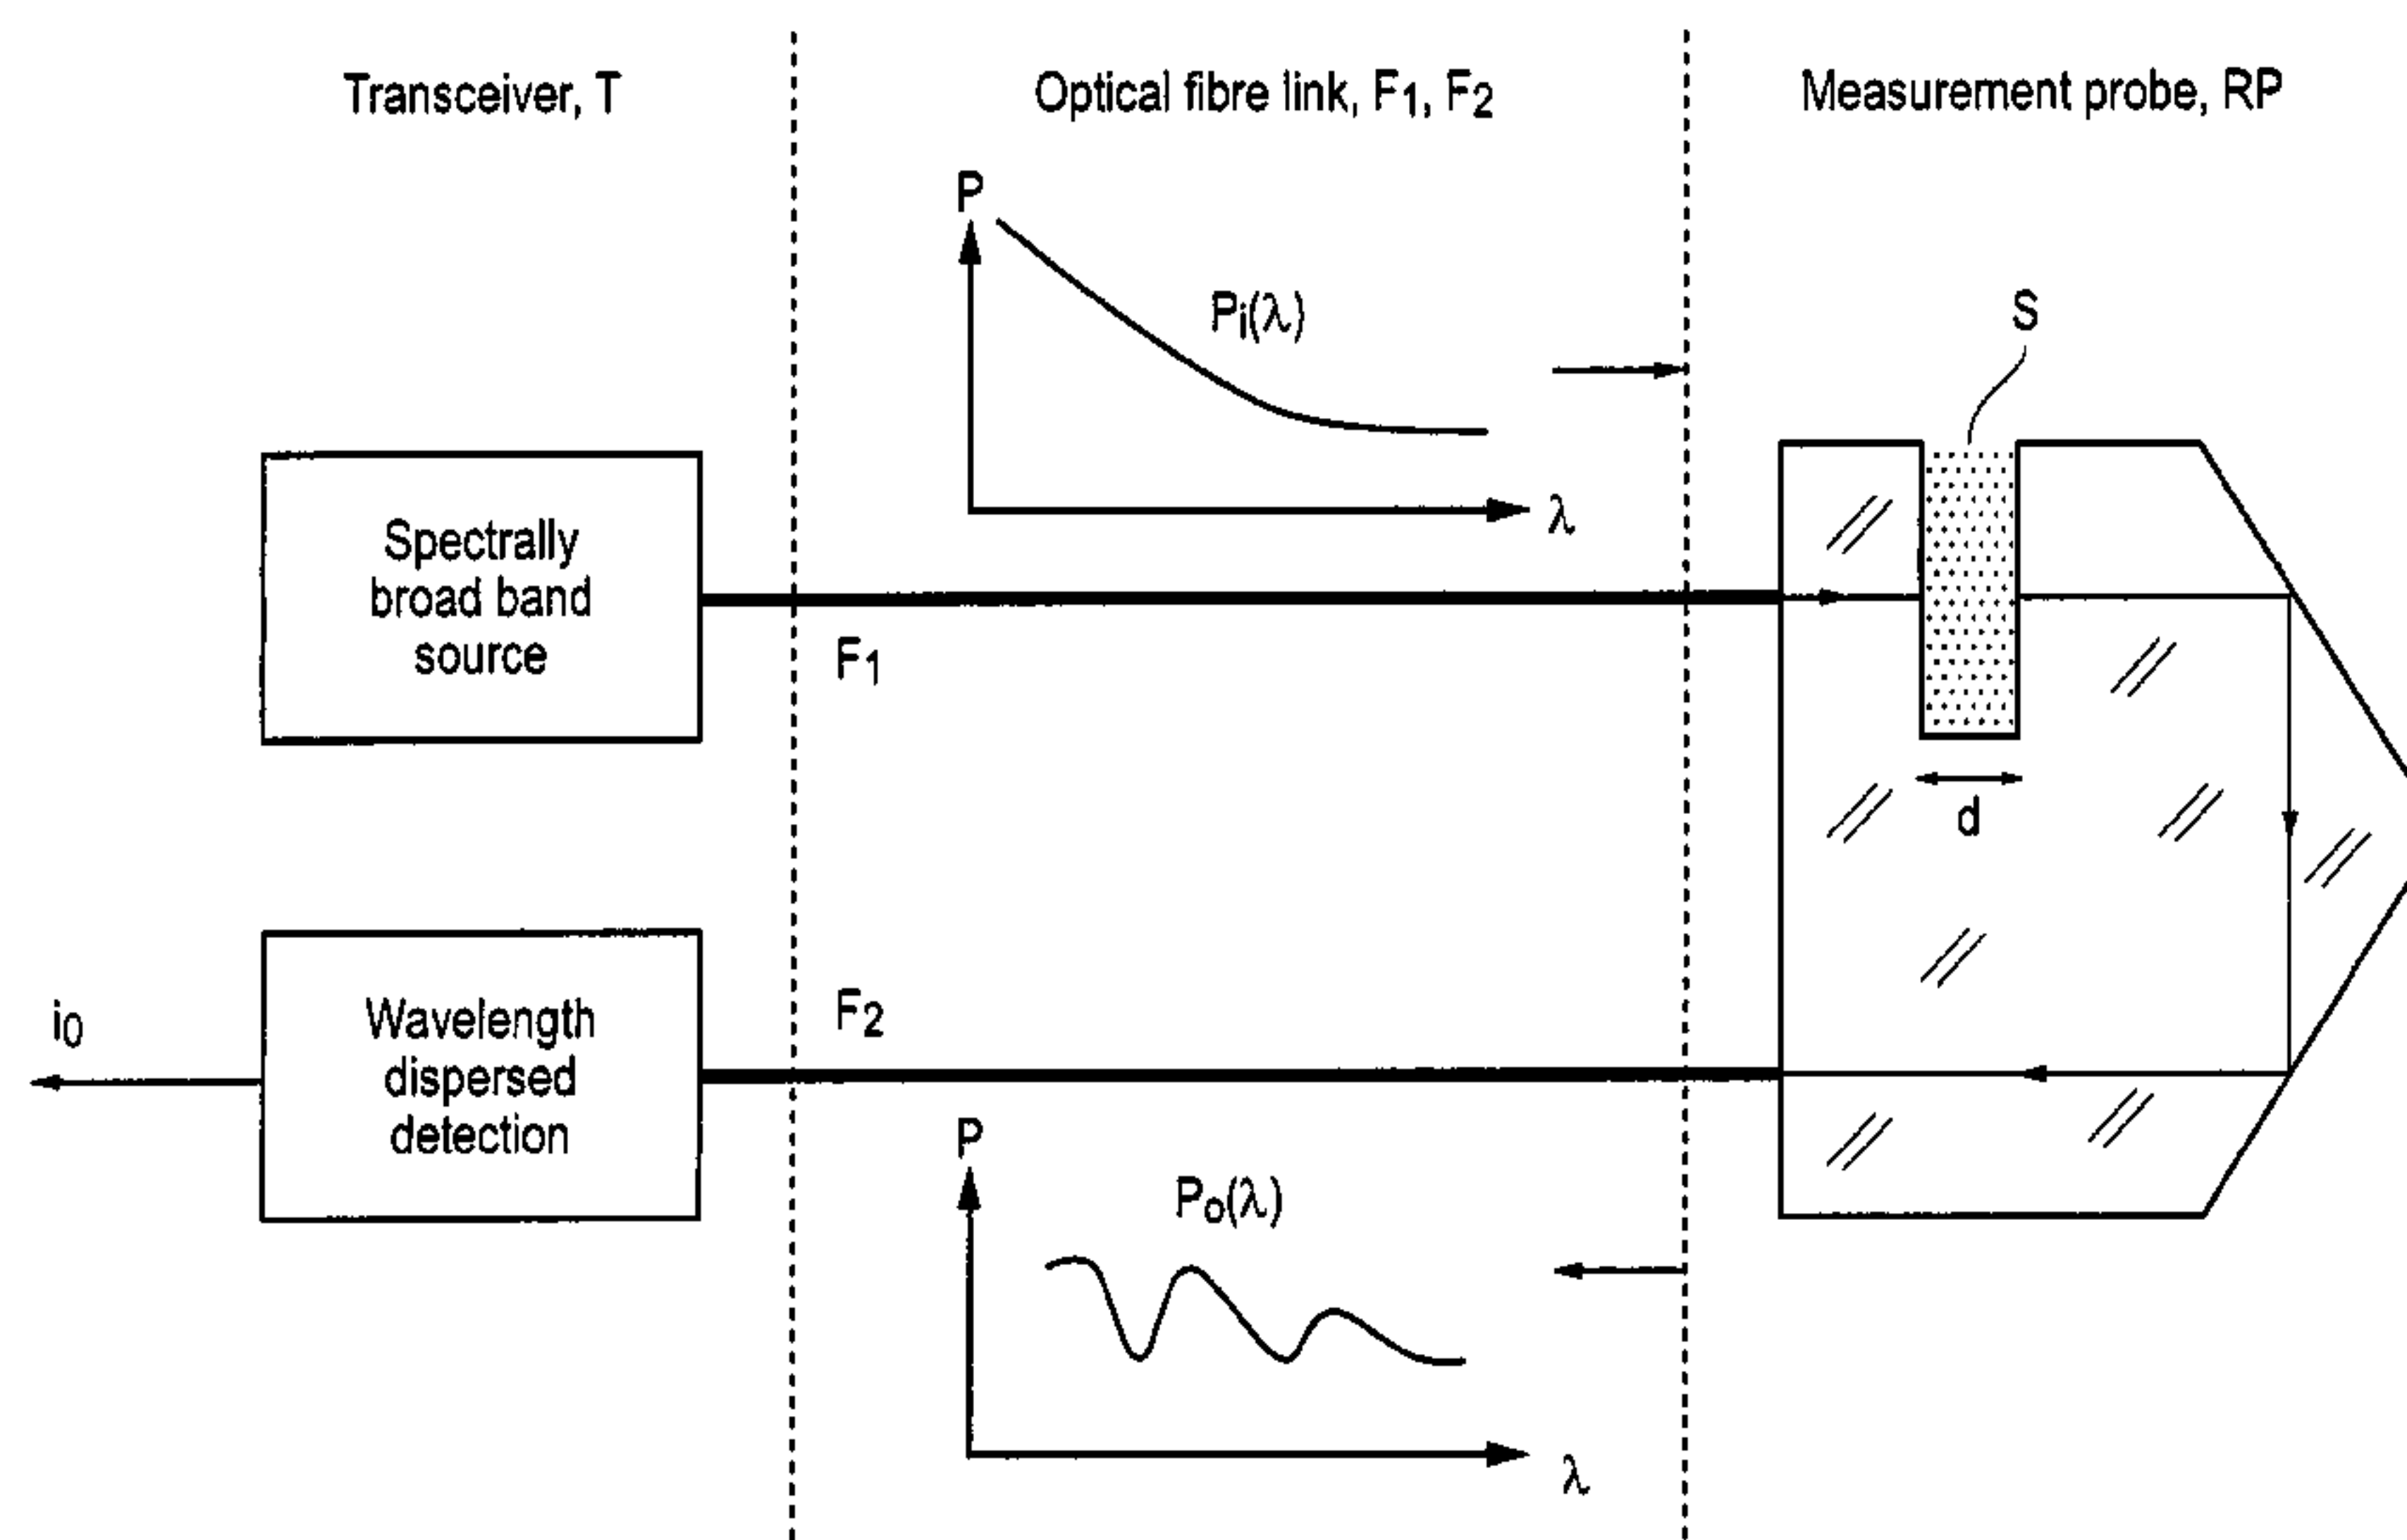 Transceiver, T
Optical fibre link, F1, F2
Measurement probe, RP
P
Pi(λ)
λ
S
Spectrally
broad band
source
F1
d
i0
Wavelength
dispersed
detection
F2
P
Po(λ)
λ